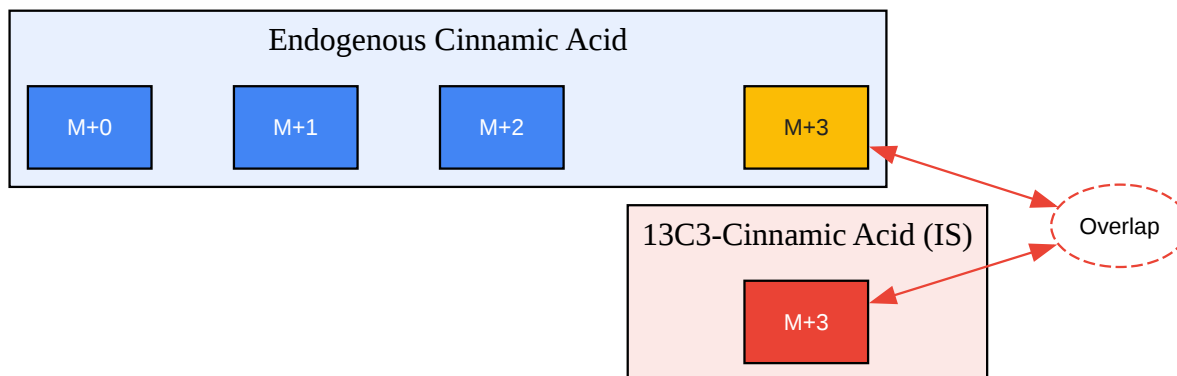 Endogenous Cinnamic Acid
M+0
M+1
M+2
M+3
Overlap
13C3-Cinnamic Acid (IS)
M+3